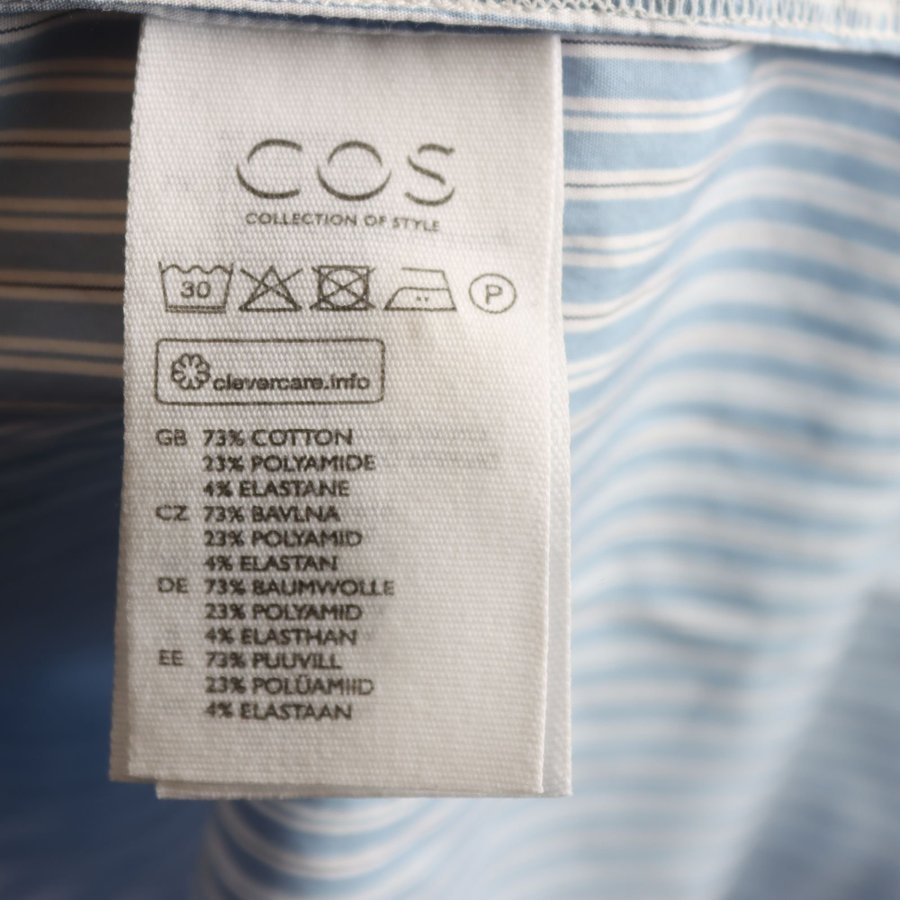 COS
COLLECTION OF STYLE
30 P
clevercare.info
GB 73% COTTON
23% POLYAMIDE
4% ELASTANE
CZ 73% BAVLNA
23% POLYAMID
4% ELASTAN
DE 73% BAUMWOLLE
23% POLYAMID
4% ELASTHAN
EE 73% PUUVILL
23% POLÜAMIID
4% ELASTAAN